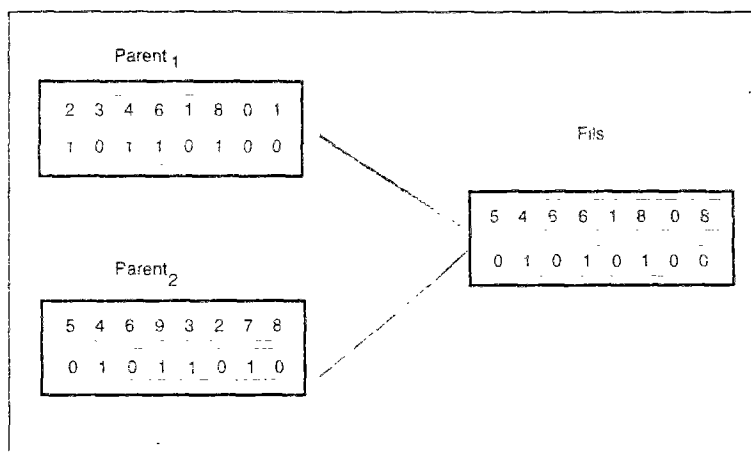 Parent 1
2 3 4 6 1 8 0 1
1 0 1 1 0 1 0 0
Fils
5 4 6 6 1 8 0 8
0 1 0 1 0 1 0 0
Parent 2
5 4 6 9 3 2 7 8
0 1 0 1 1 0 1 0